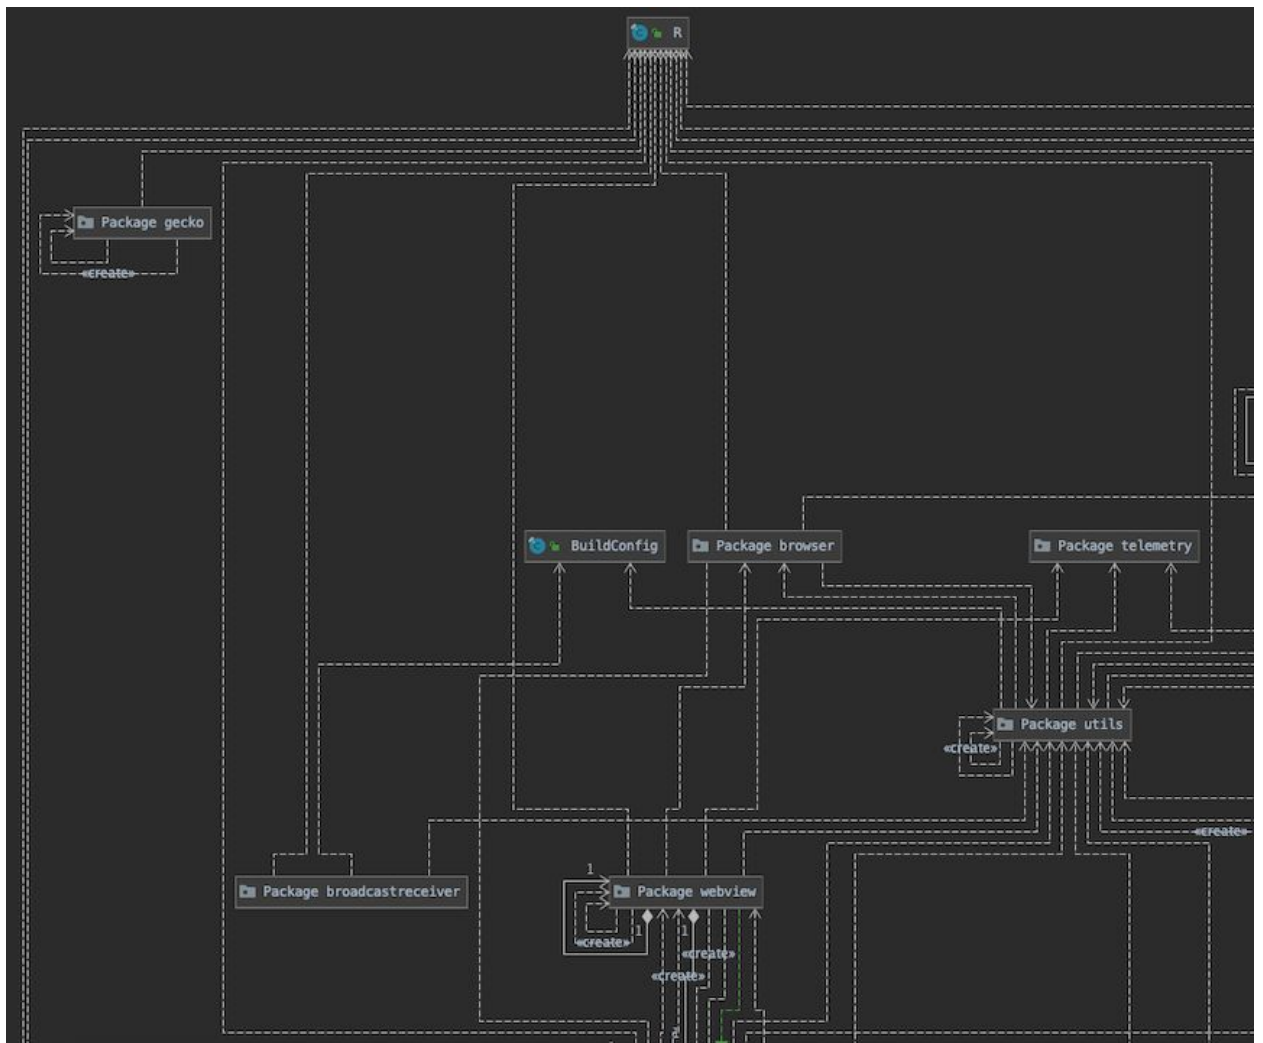 R
Package gecko
«create»
BuildConfig
Package browser
Package telemetry
Package utils
«create»
«create»
1
Package broadcastreceiver
Package webview
1
1
«create»
«create»
«create»